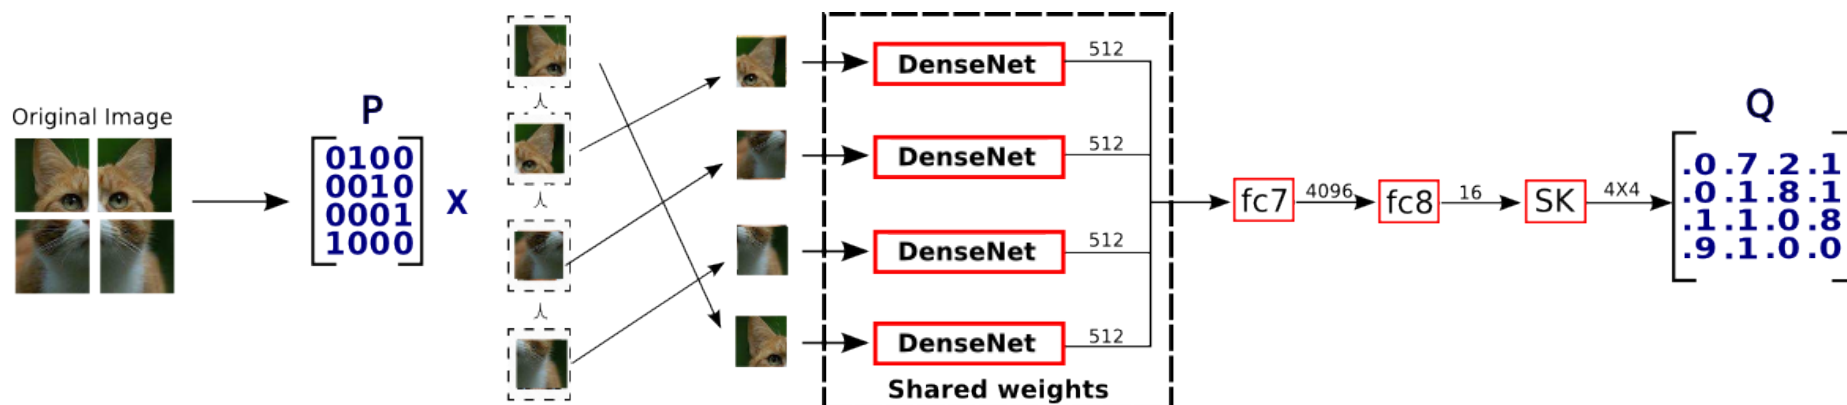 Original Image
P
0100
0010
0001
1000
X
DenseNet
512
DenseNet
512
DenseNet
512
DenseNet
512
Shared weights
fc7
4096
fc8
16
SK
4X4
Q
.0 .7 .2 .1
.0 .1 .8 .1
.1 .1 .0 .8
.9 .1 .0 .0